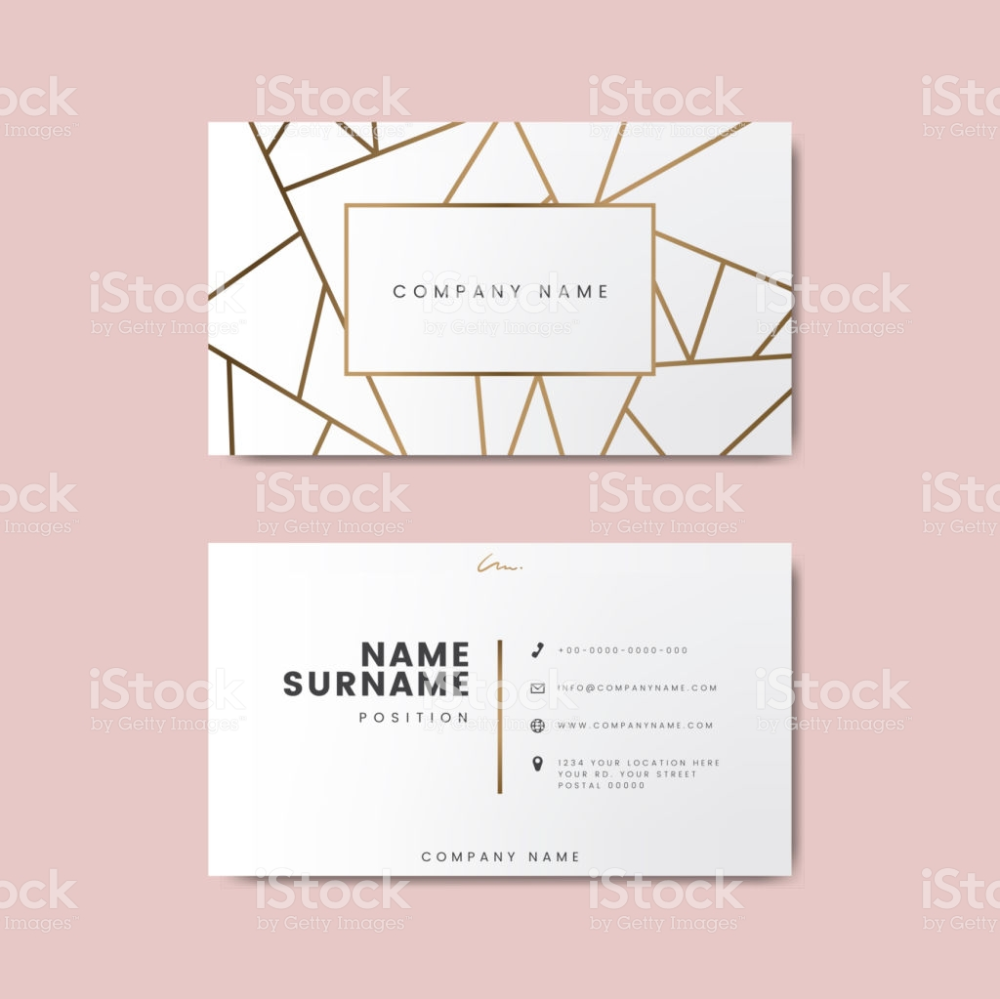 iStock
by Getty Images
COMPANY NAME
NAME
SURNAME
POSITION
+00-0000-0000-000
INFO@COMPANYNAME.COM
WWW.COMPANYNAME.COM
1234 YOUR LOCATION HERE
YOUR RD. YOUR STREET
POSTAL 00000
COMPANY NAME